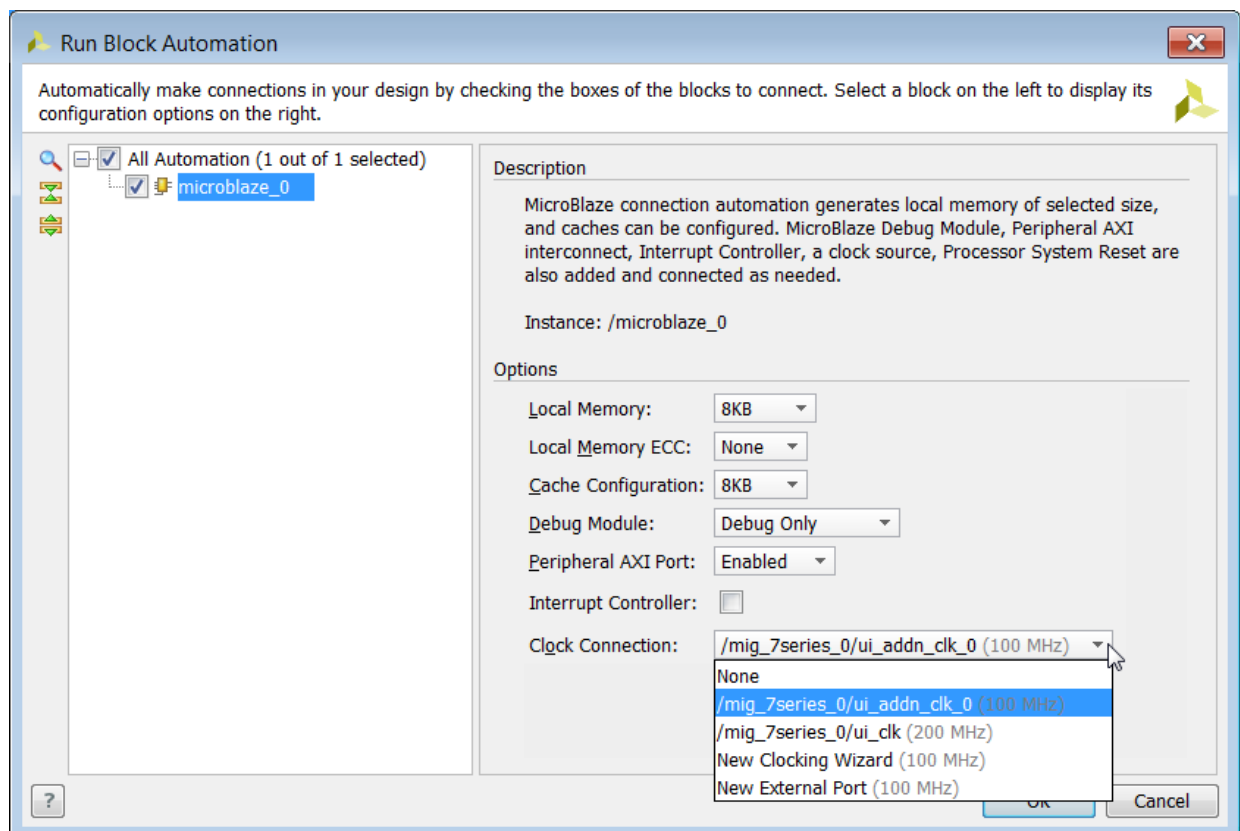 Run Block Automation
Automatically make connections in your design by checking the boxes of the blocks to connect. Select a block on the left to display its
configuration options on the right.
All Automation (1 out of 1 selected)
microblaze_0
Description
MicroBlaze connection automation generates local memory of selected size,
and caches can be configured. MicroBlaze Debug Module, Peripheral AXI
interconnect, Interrupt Controller, a clock source, Processor System Reset are
also added and connected as needed.
Instance: /microblaze_0
Options
Local Memory: 8KB
Local Memory ECC: None
Cache Configuration: 8KB
Debug Module: Debug Only
Peripheral AXI Port: Enabled
Interrupt Controller:
Clock Connection: /mig_7series_0/ui_addn_clk_0 (100 MHz)
None
/mig_7series_0/ui_addn_clk_0 (100 MHz)
/mig_7series_0/ui_clk (200 MHz)
New Clocking Wizard (100 MHz)
New External Port (100 MHz)
? OK Cancel